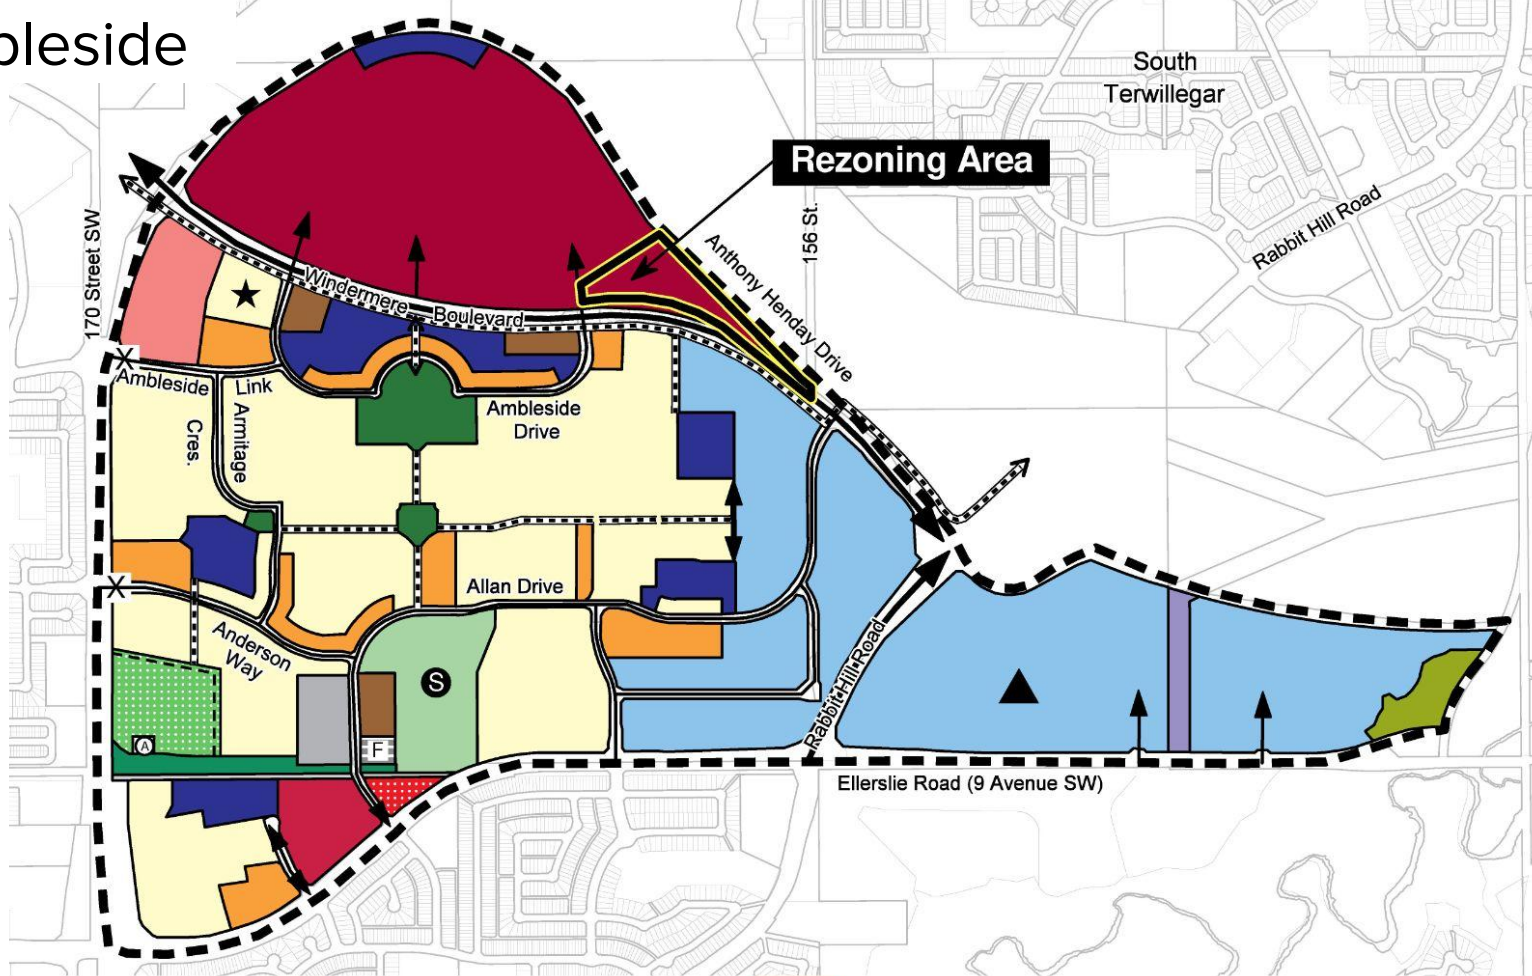 bleside
South
Terwillegar
Rezoning Area
Rabbit Hill Road
170 Street SW
156 St.
Anthony Henday Drive
Windermere Boulevard
Ambleside Link
Ambleside
Drive
Armitage
Cres.
Allan Drive
Anderson
Way
S
A
F
Rabbit Hill Road
Ellerslie Road (9 Avenue SW)